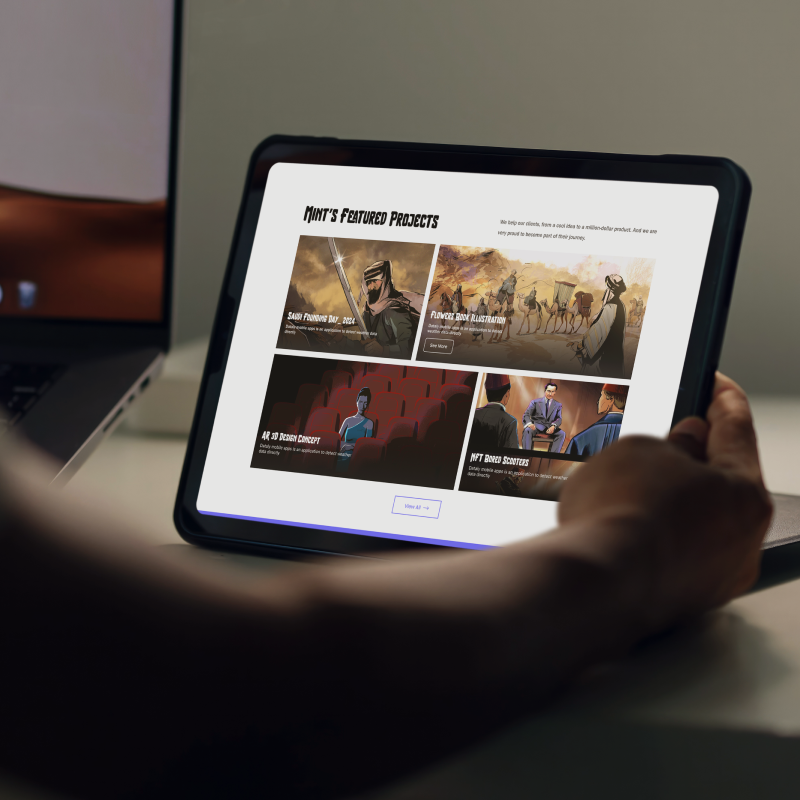 MINT'S FEATURED PROJECTS
We help our clients, from a cool idea to a million-dollar product. And we are
very proud to become part of their journey.
SAUDI FOUNDING DAY_ 2024
Datally mobile apps is an application to detect weather data
directly
FLOWERS BOOK ILLUSTRATION
Datally mobile apps is an application to detect
weather data directly
See More
AR 3D DESIGN CONCEPT
Datally mobile apps is an application to detect weather
data directly
NFT BORED SCOOTERS
Datally mobile apps is an application to detect weather
data directly
View All →